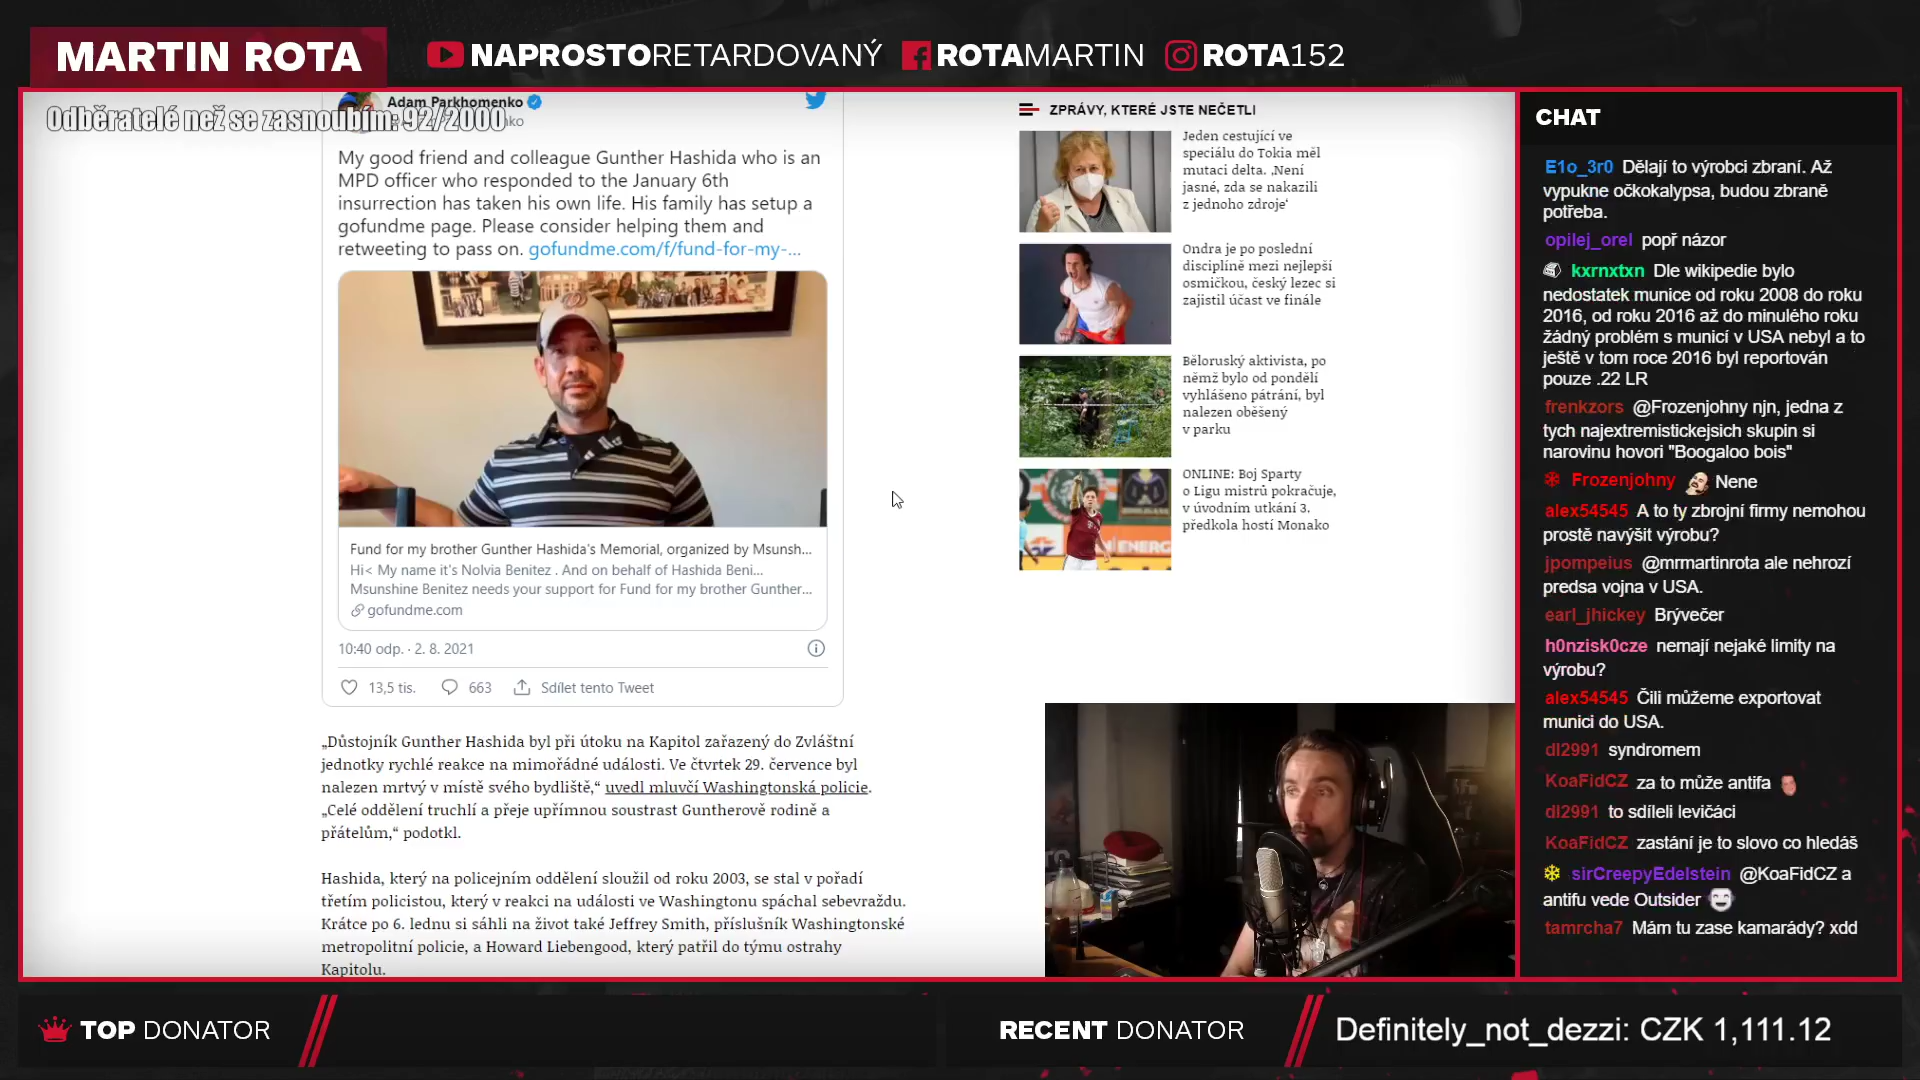 MARTIN ROTA
NAPROSTORETARDOVANÝ
ROTAMARTIN
ROTA152
Odběratelé než se zasnoubím: 92/2000
Adam Parkhomenko
My good friend and colleague Gunther Hashida who is an
MPD officer who responded to the January 6th
insurrection has taken his own life. His family has setup a
gofundme page. Please consider helping them and
retweeting to pass on. gofundme.com/f/fund-for-my-...
Fund for my brother Gunther Hashida's Memorial, organized by Msunsh...
Hi< My name it's Nolvia Benitez . And on behalf of Hashida Beni...
Msunshine Benitez needs your support for Fund for my brother Gunther...
gofundme.com
10:40 odp. · 2. 8. 2021
13,5 tis.
663
Sdílet tento Tweet
„Důstojník Gunther Hashida byl při útoku na Kapitol zařazený do Zvláštní
jednotky rychlé reakce na mimořádné události. Ve čtvrtek 29. července byl
nalezen mrtvý v místě svého bydliště,“ uvedl mluvčí Washingtonská policie.
„Celé oddělení truchlí a přeje upřímnou soustrast Guntherově rodině a
přátelům,“ podotkl.
Hashida, který na policejním oddělení sloužil od roku 2003, se stal v pořadí
třetím policistou, který v reakci na události ve Washingtonu spáchal sebevraždu.
Krátce po 6. lednu si sáhli na život také Jeffrey Smith, příslušník Washingtonské
metropolitní policie, a Howard Liebengood, který patřil do týmu ostrahy
Kapitolu.
ZPRÁVY, KTERÉ JSTE NEČETLI
Jeden cestující ve
speciálu do Tokia měl
mutaci delta. ‚Není
jasné, zda se nakazili
z jednoho zdroje‘
Ondra je po poslední
disciplíně mezi nejlepší
osmičkou, český lezec si
zajistil účast ve finále
Běloruský aktivista, po
němž bylo od pondělí
vyhlášeno pátrání, byl
nalezen oběšený
v parku
ONLINE: Boj Sparty
o Ligu mistrů pokračuje,
v úvodním utkání 3.
předkola hostí Monako
CHAT
E1o_3r0 Dělají to výrobci zbraní. Až
vypukne očkokalypsa, budou zbraně
potřeba.
opilej_orel popř názor
kxrnxtxn Dle wikipedie bylo
nedostatek munice od roku 2008 do roku
2016, od roku 2016 až do minulého roku
žádný problém s municí v USA nebyl a to
ještě v tom roce 2016 byl reportován
pouze .22 LR
frenkzors @Frozenjohny njn, jedna z
tych najextremistickejsich skupin si
narovinu hovori "Boogaloo bois"
Frozenjohny Nene
alex54545 A to ty zbrojní firmy nemohou
prostě navýšit výrobu?
jpompeius @mrmartinrota ale nehrozí
predsa vojna v USA.
earl_jhickey Brývečer
h0nzisk0cze nemají nejaké limity na
výrobu?
alex54545 Čili můžeme exportovat
munici do USA.
dl2991 syndromem
KoaFidCZ za to může antifa
dl2991 to sdíleli levičáci
KoaFidCZ zastání je to slovo co hledáš
sirCreepyEdelstein @KoaFidCZ a
antifu vede Outsider
tamrcha7 Mám tu zase kamarády? xdd
TOP DONATOR
RECENT DONATOR
Definitely_not_dezzi: CZK 1,111.12